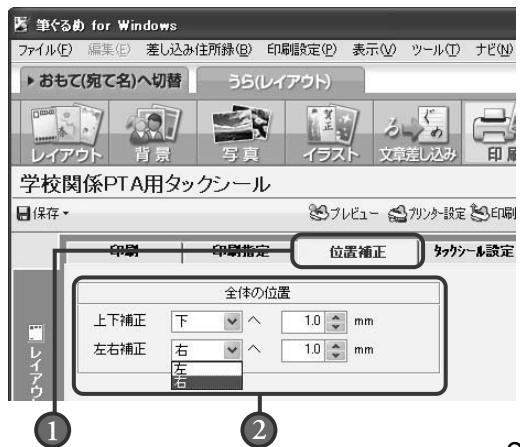 筆ぐるめ for Windows
ファイル(F) 編集(E) 差し込み住所録(B) 印刷設定(P) 表示(V) ツール(T) ナビ(N)
おもて(宛て名)へ切替 うら(レイアウト)
レイアウト 背景 写真 イラスト 文章差し込み 印刷
学校関係PTA用タックシール
保存 プレビュー プリンター設定 印刷
印刷 印刷指定 位置補正 タックシール設定
全体の位置
上下補正 下 へ 1.0 mm
左右補正 右 へ 1.0 mm
左
右
レイアウ
1 2